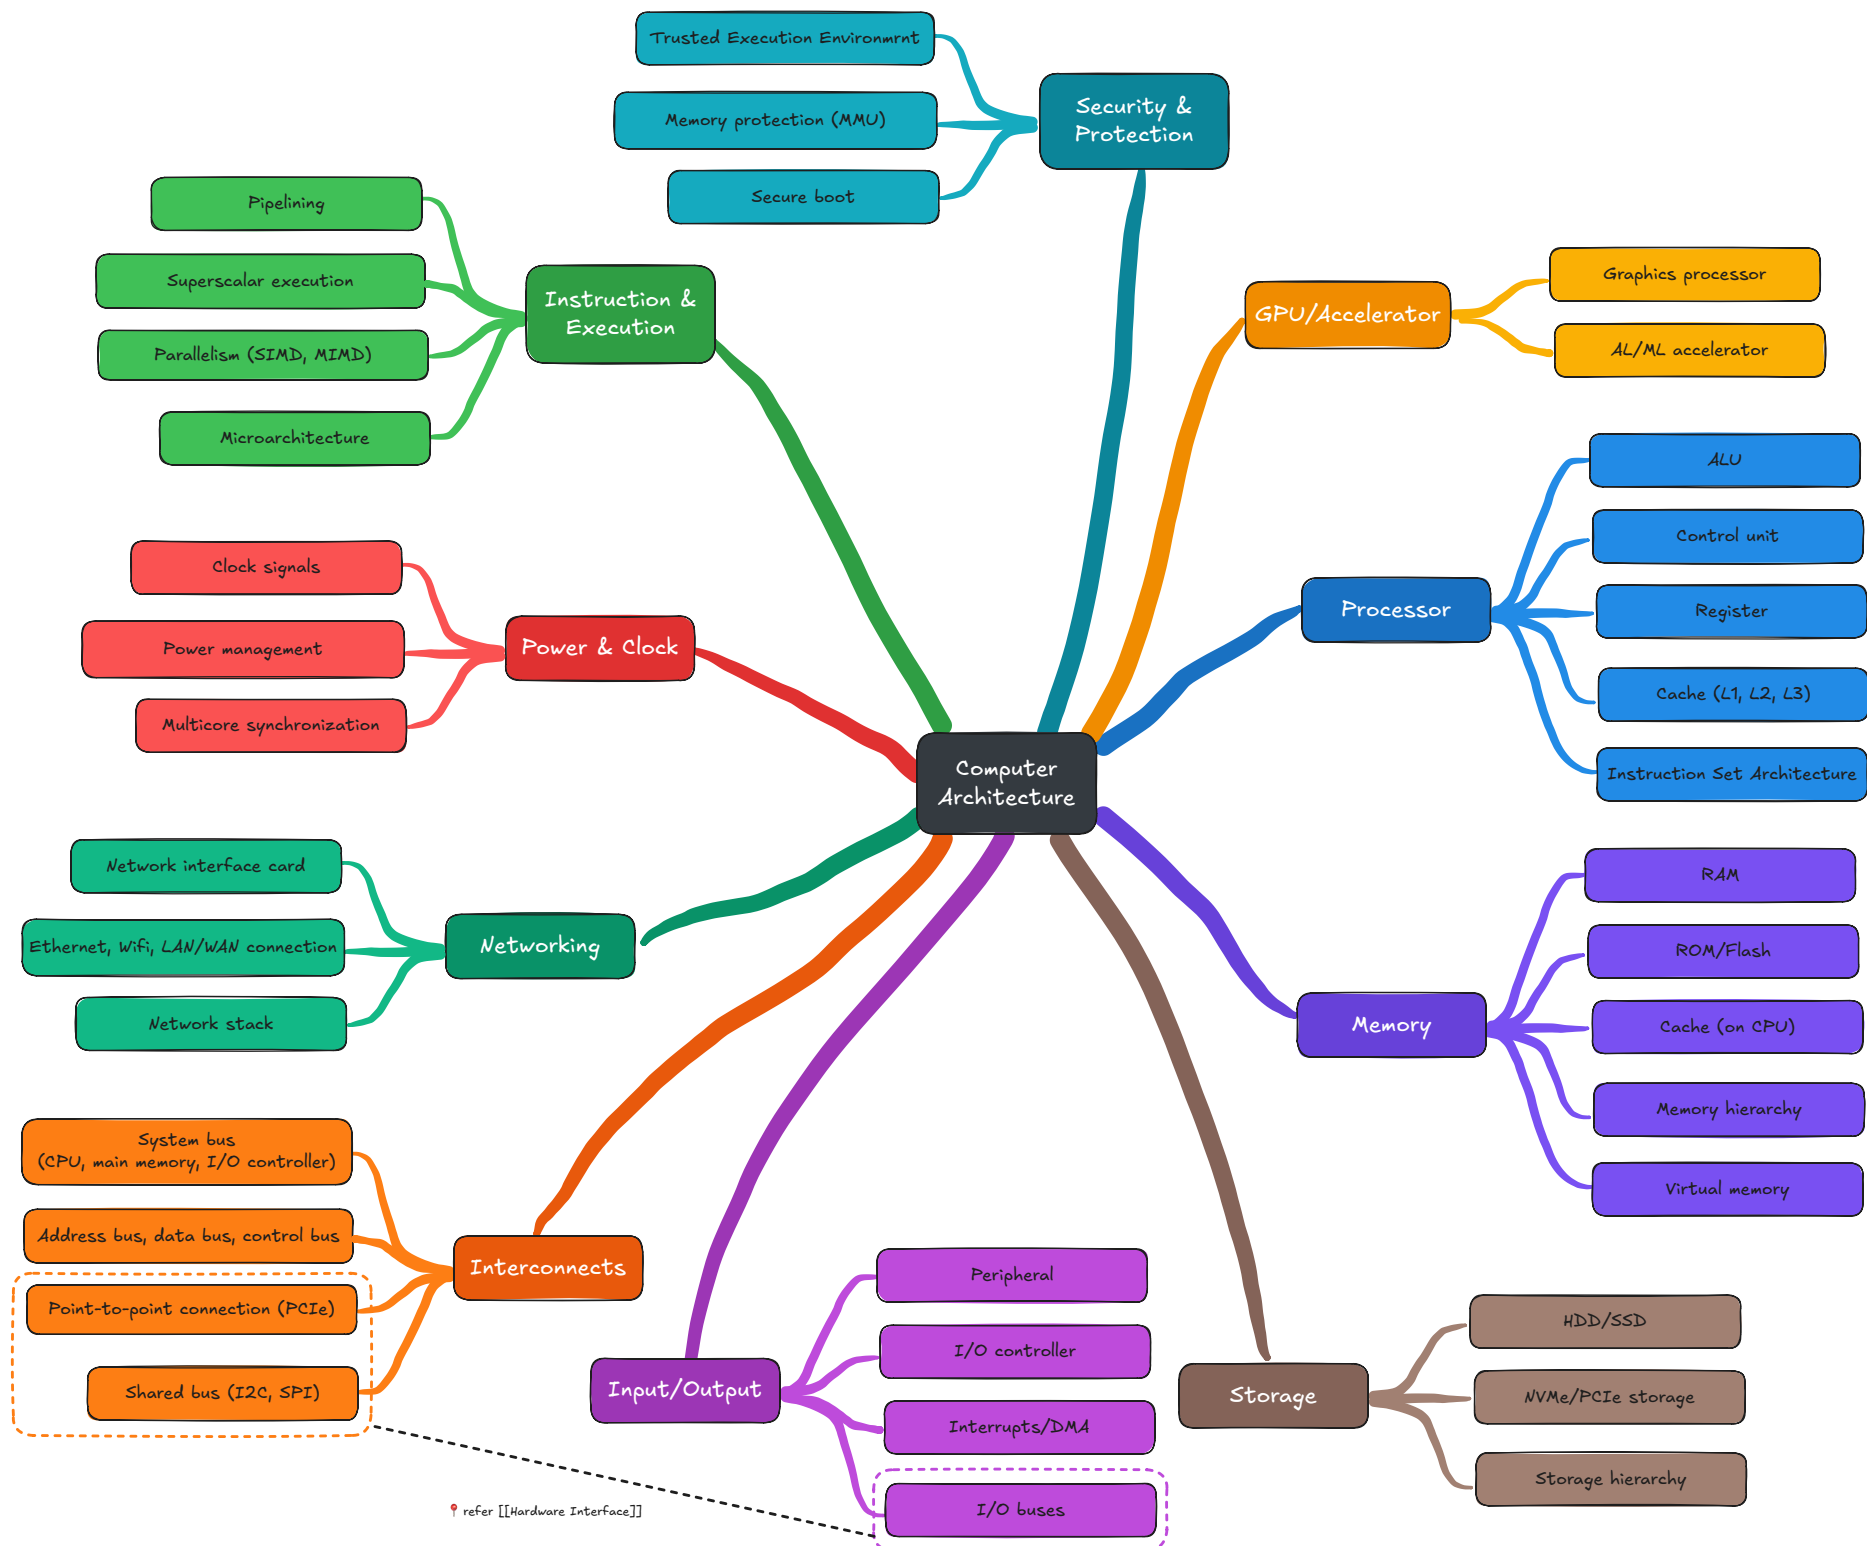 Trusted Execution Environmrnt
Memory protection (MMU)
Secure boot
Security &
Protection
Pipelining
Superscalar execution
Parallelism (SIMD, MIMD)
Microarchitecture
Instruction &
Execution
GPU/Accelerator
Graphics processor
AL/ML accelerator
Processor
ALU
Control unit
Register
Cache (L1, L2, L3)
Instruction Set Architecture
Clock signals
Power management
Multicore synchronization
Power & Clock
Computer
Architecture
Network interface card
Ethernet, Wifi, LAN/WAN connection
Network stack
Networking
Memory
RAM
ROM/Flash
Cache (on CPU)
Memory hierarchy
Virtual memory
System bus
(CPU, main memory, I/O controller)
Address bus, data bus, control bus
Point-to-point connection (PCIe)
Shared bus (I2C, SPI)
Interconnects
Input/Output
Peripheral
I/O controller
Interrupts/DMA
I/O buses
Storage
HDD/SSD
NVMe/PCIe storage
Storage hierarchy
📍 refer [[Hardware Interface]]